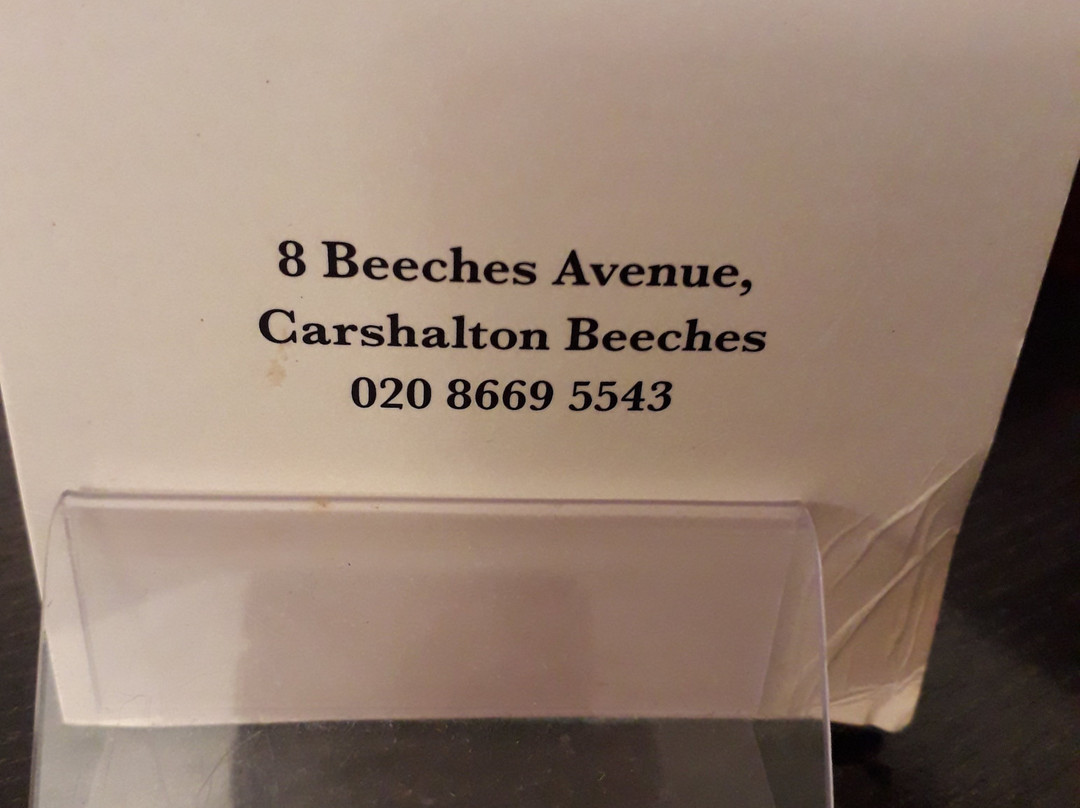 8 Beeches Avenue,
Carshalton Beeches
020 8669 5543